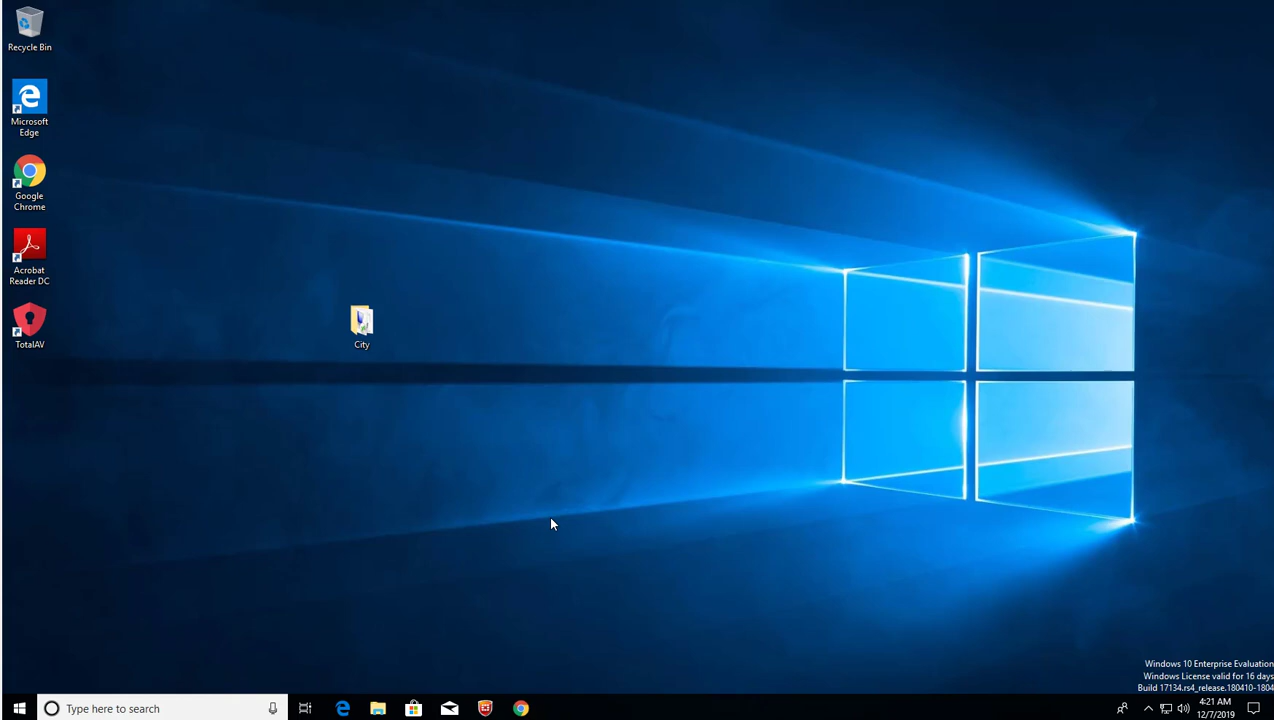 Recycle Bin
Microsoft
Edge
Google
Chrome
Acrobat
Reader DC
TotalAV
City
Windows 10 Enterprise Evaluation
Windows License valid for 16 days
Build 17134.rs4_release.180410-1804
Type here to search
4:21 AM
12/7/2019